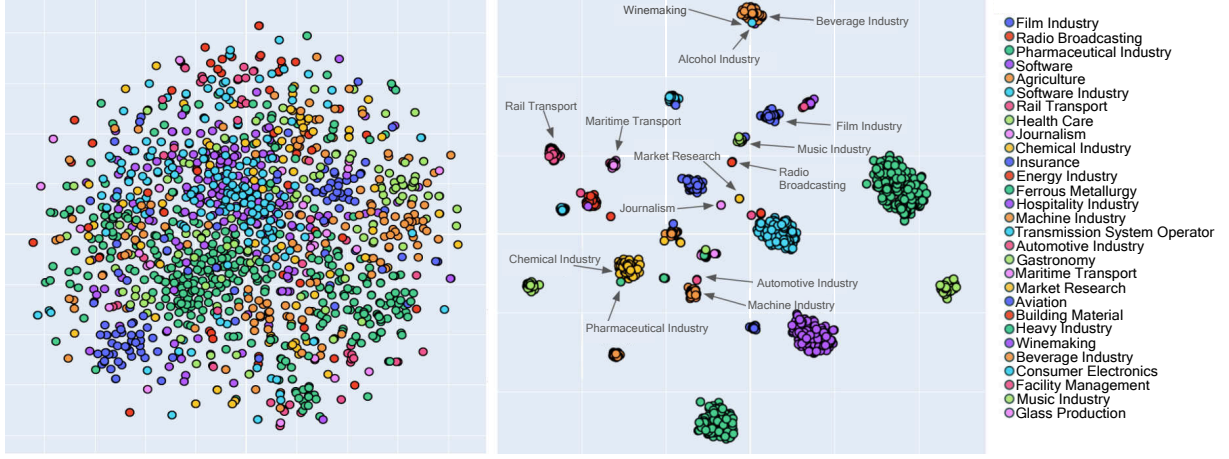 Winemaking
Beverage Industry
Alcohol Industry
Rail Transport
Maritime Transport
Film Industry
Market Research
Music Industry
Radio
Broadcasting
Journalism
Chemical Industry
Automotive Industry
Machine Industry
Pharmaceutical Industry
Film Industry
Radio Broadcasting
Pharmaceutical Industry
Software
Agriculture
Software Industry
Rail Transport
Health Care
Journalism
Chemical Industry
Insurance
Energy Industry
Ferrous Metallurgy
Hospitality Industry
Machine Industry
Transmission System Operator
Automotive Industry
Gastronomy
Maritime Transport
Market Research
Aviation
Building Material
Heavy Industry
Winemaking
Beverage Industry
Consumer Electronics
Facility Management
Music Industry
Glass Production